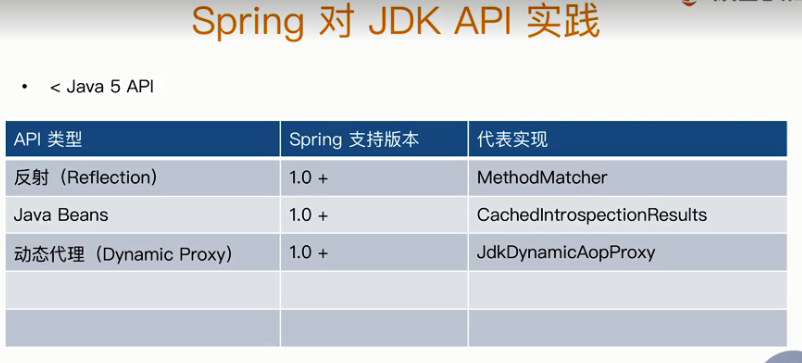 Spring 对 JDK API 实践
• < Java 5 API
API 类型 Spring 支持版本 代表实现
反射（Reflection） 1.0 + MethodMatcher
Java Beans 1.0 + CachedIntrospectionResults
动态代理（Dynamic Proxy） 1.0 + JdkDynamicAopProxy